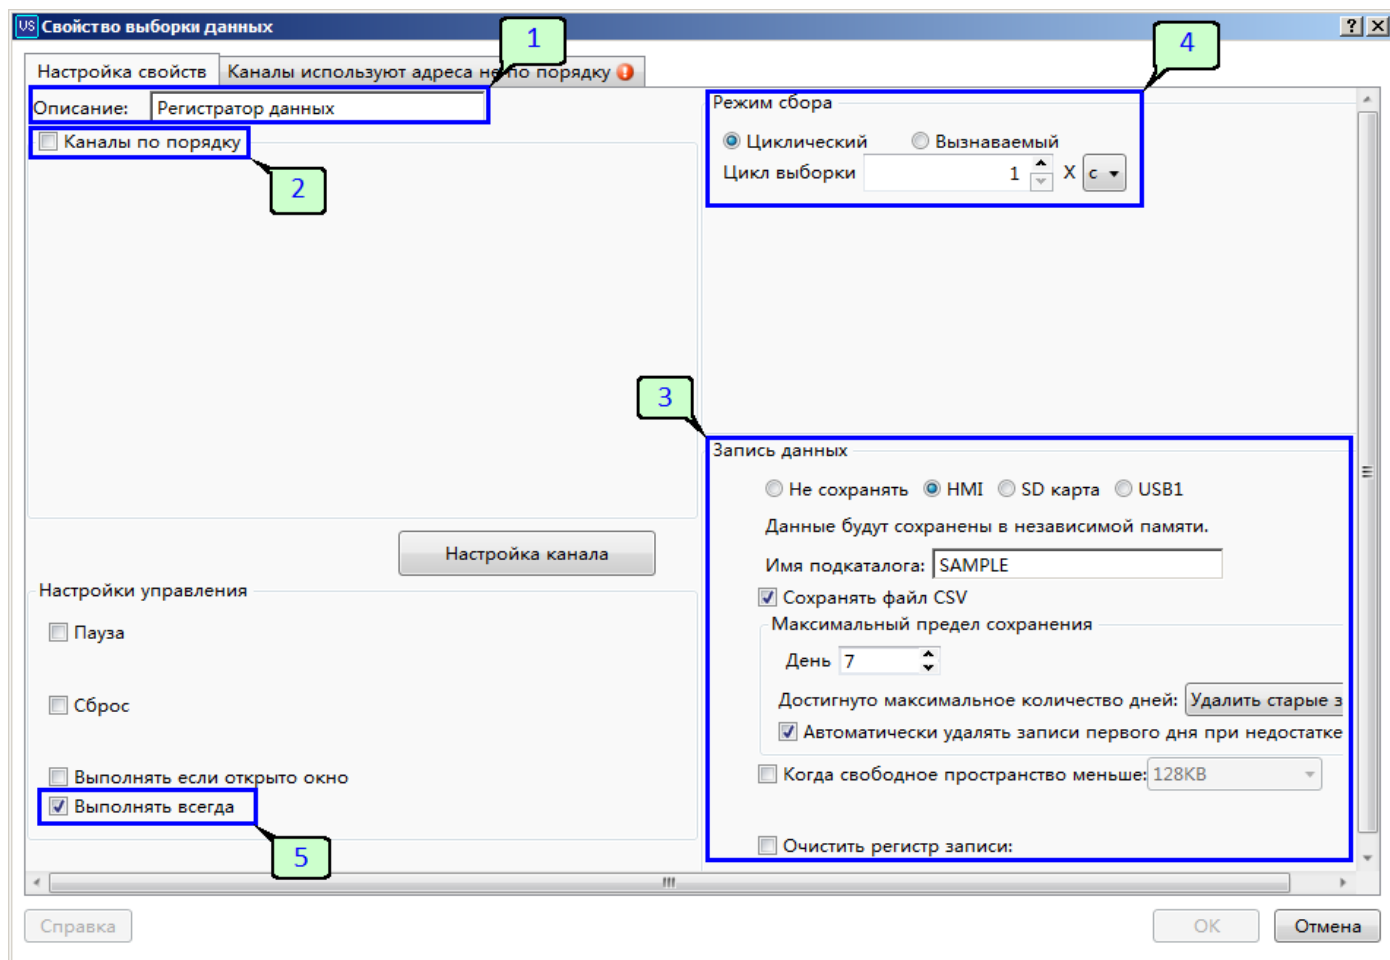 VS Свойство выборки данных ? X
1
4
Настройка свойств Каналы используют адреса не по порядку !
Описание: Регистратор данных
Каналы по порядку
2
Режим сбора
Циклический Вызнаваемый
Цикл выборки 1 X с
3
Запись данных
Не сохранять HMI SD карта USB1
Данные будут сохранены в независимой памяти.
Имя подкаталога: SAMPLE
Сохранять файл CSV
Максимальный предел сохранения
День 7
Достигнуто максимальное количество дней: Удалить старые з
Автоматически удалять записи первого дня при недостатке
Когда свободное пространство меньше: 128KB
Очистить регистр записи:
Настройка канала
Настройки управления
Пауза
Сброс
Выполнять если открыто окно
Выполнять всегда
5
Справка
OK Отмена